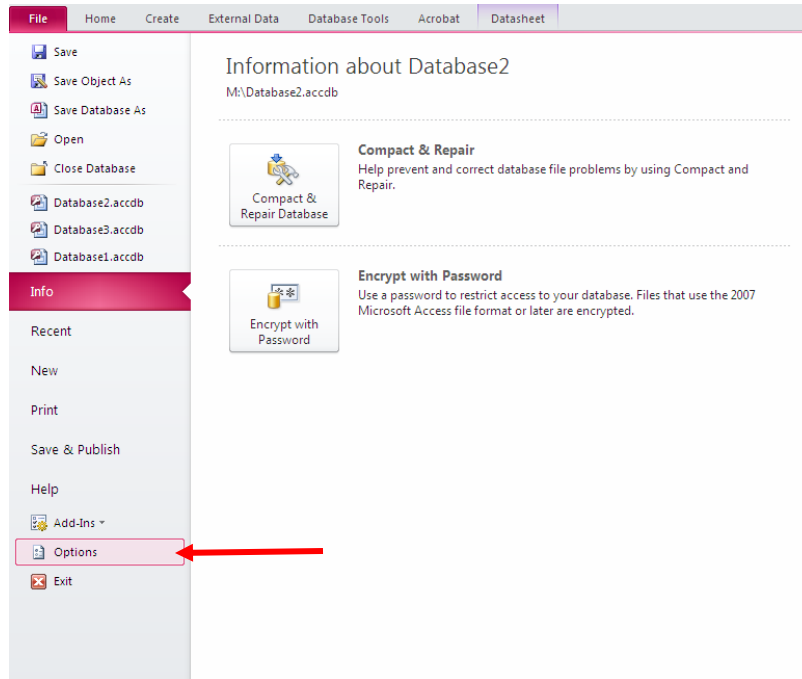 File Home Create External Data Database Tools Acrobat Datasheet
Save
Save Object As
Save Database As
Open
Close Database
Database2.accdb
Database3.accdb
Database1.accdb
Info
Recent
New
Print
Save & Publish
Help
Add-Ins
Options
Exit
Information about Database2
M:\Database2.accdb
Compact &
Repair Database
Compact & Repair
Help prevent and correct database file problems by using Compact and
Repair.
Encrypt with
Password
Encrypt with Password
Use a password to restrict access to your database. Files that use the 2007
Microsoft Access file format or later are encrypted.